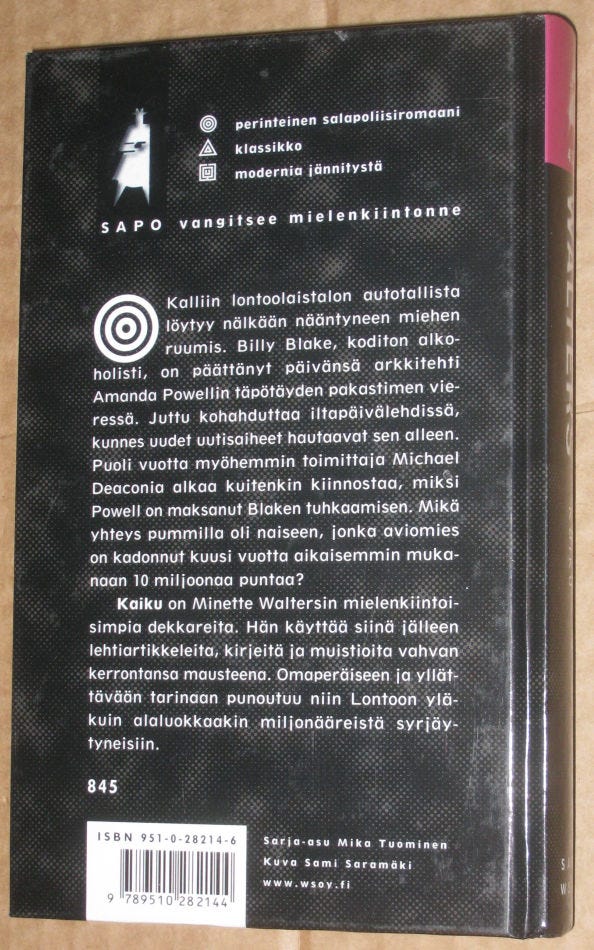 perinteinen salapoliisiromaani
klassikko
modernia jännitystä
SAPO vangitsee mielenkiintonne
Kalliin lontoolaistalon autotallista
löytyy nälkään nääntyneen miehen
ruumis. Billy Blake, koditon alko-
holisti, on päättänyt päivänsä arkkitehti
Amanda Powellin täpötäyden pakastimen vie-
ressä. Juttu kohahduttaa iltapäivälehdissä,
kunnes uudet uutisaiheet hautaavat sen alleen.
Puoli vuotta myöhemmin toimittaja Michael
Deaconia alkaa kuitenkin kiinnostaa, miksi
Powell on maksanut Blaken tuhkaamisen. Mikä
yhteys pummilla oli naiseen, jonka aviomies
on kadonnut kuusi vuotta aikaisemmin muka-
naan 10 miljoonaa puntaa?
Kaiku on Minette Waltersin mielenkiintoi-
simpia dekkareita. Hän käyttää siinä jälleen
lehtiartikkeleita, kirjeitä ja muistioita vahvan
kerrontansa mausteena. Omaperäiseen ja yllät-
tävään tarinaan punoutuu niin Lontoon ylä-
kuin alaluokkaakin miljonääreistä syrjäy-
tyneisiin.
845
ISBN 951-0-28214-6
9 789510 282144
Sarja-asu Mika Tuominen
Kuva Sami Saramäki
www.wsoy.fi
WALTERS